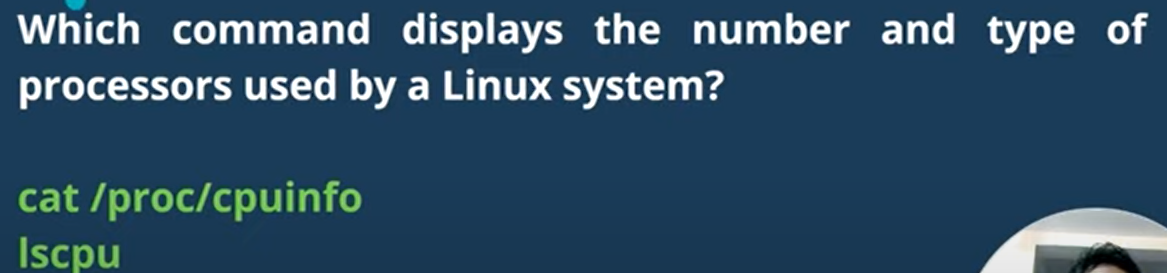 Which command displays the number and type of
processors used by a Linux system?
cat /proc/cpuinfo
lscpu